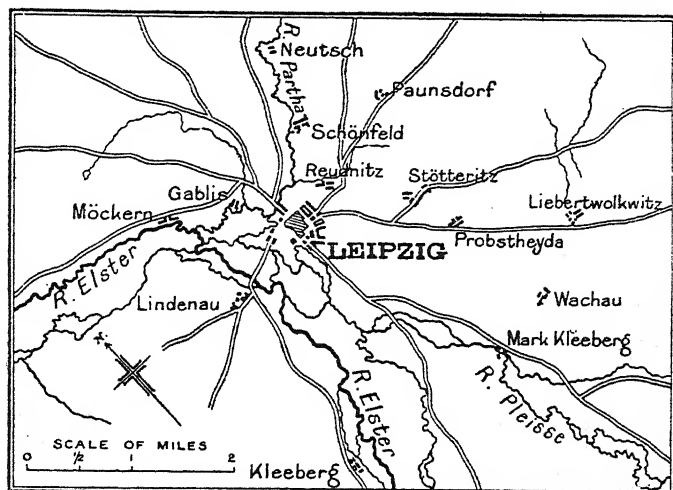 R. Partha
Neutsch
Paunsdorf
Schönfeld
Reudnitz
Stötteritz
Gablis
Möckern
Liebertwolkwitz
Probstheyda
LEIPZIG
R. Elster
Lindenau
Wachau
Mark Kleeberg
R. Elster
R. Pleisse
SCALE OF MILES
0 1/2 1 2
Kleeberg